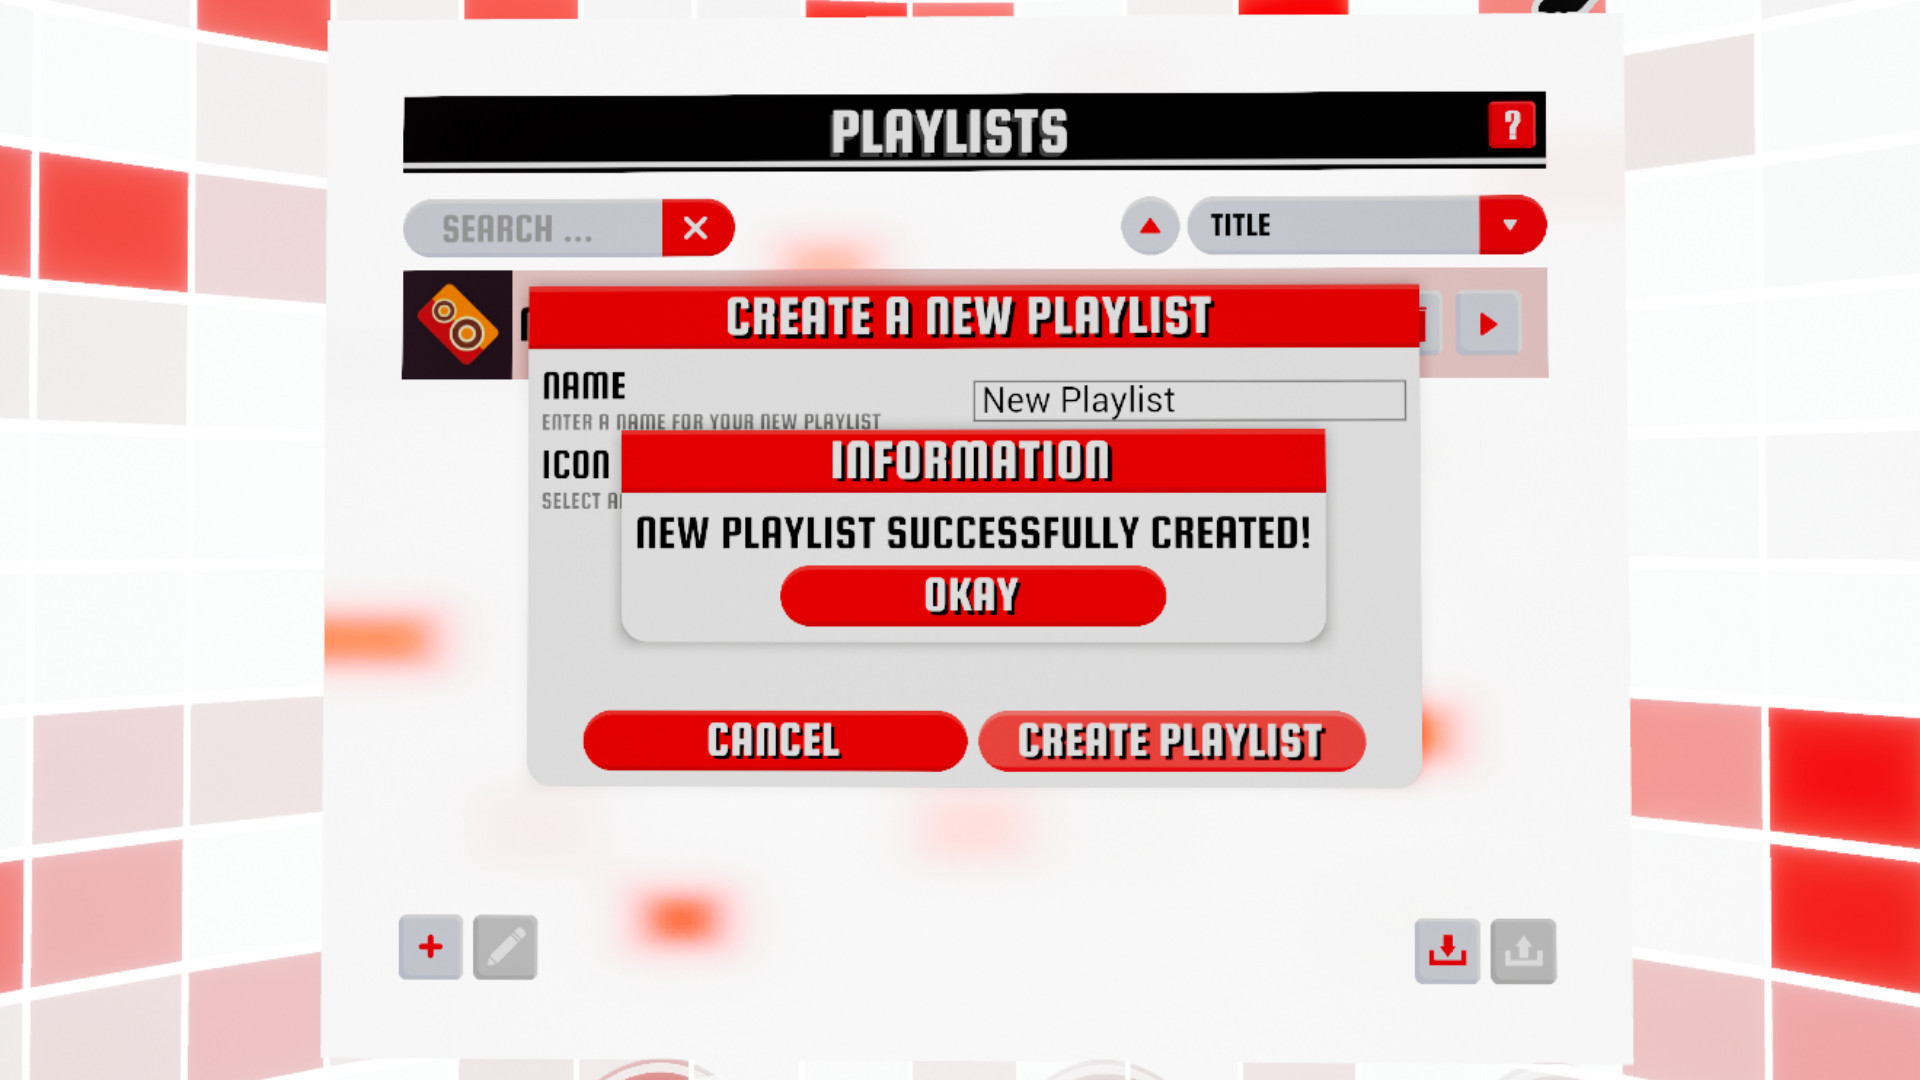 PLAYLISTS
?
SEARCH ...
TITLE
CREATE A NEW PLAYLIST
NAME
New Playlist
ENTER A NAME FOR YOUR NEW PLAYLIST
ICON
SELECT
INFORMATION
NEW PLAYLIST SUCCESSFULLY CREATED!
OKAY
CANCEL
CREATE PLAYLIST